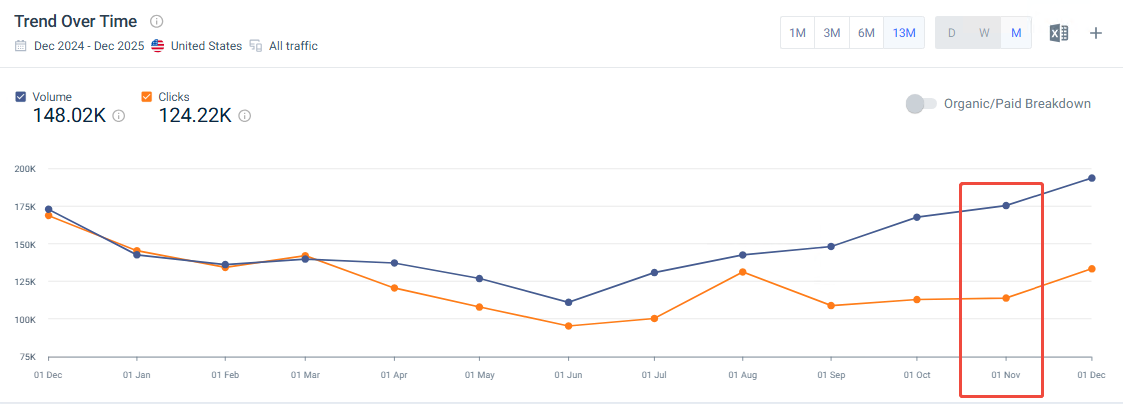 Trend Over Time
Dec 2024 - Dec 2025 United States All traffic
1M 3M 6M 13M D W M
Volume Clicks
148.02K 124.22K
Organic/Paid Breakdown
200K
175K
150K
125K
100K
75K
01 Dec 01 Jan 01 Feb 01 Mar 01 Apr 01 May 01 Jun 01 Jul 01 Aug 01 Sep 01 Oct 01 Nov 01 Dec